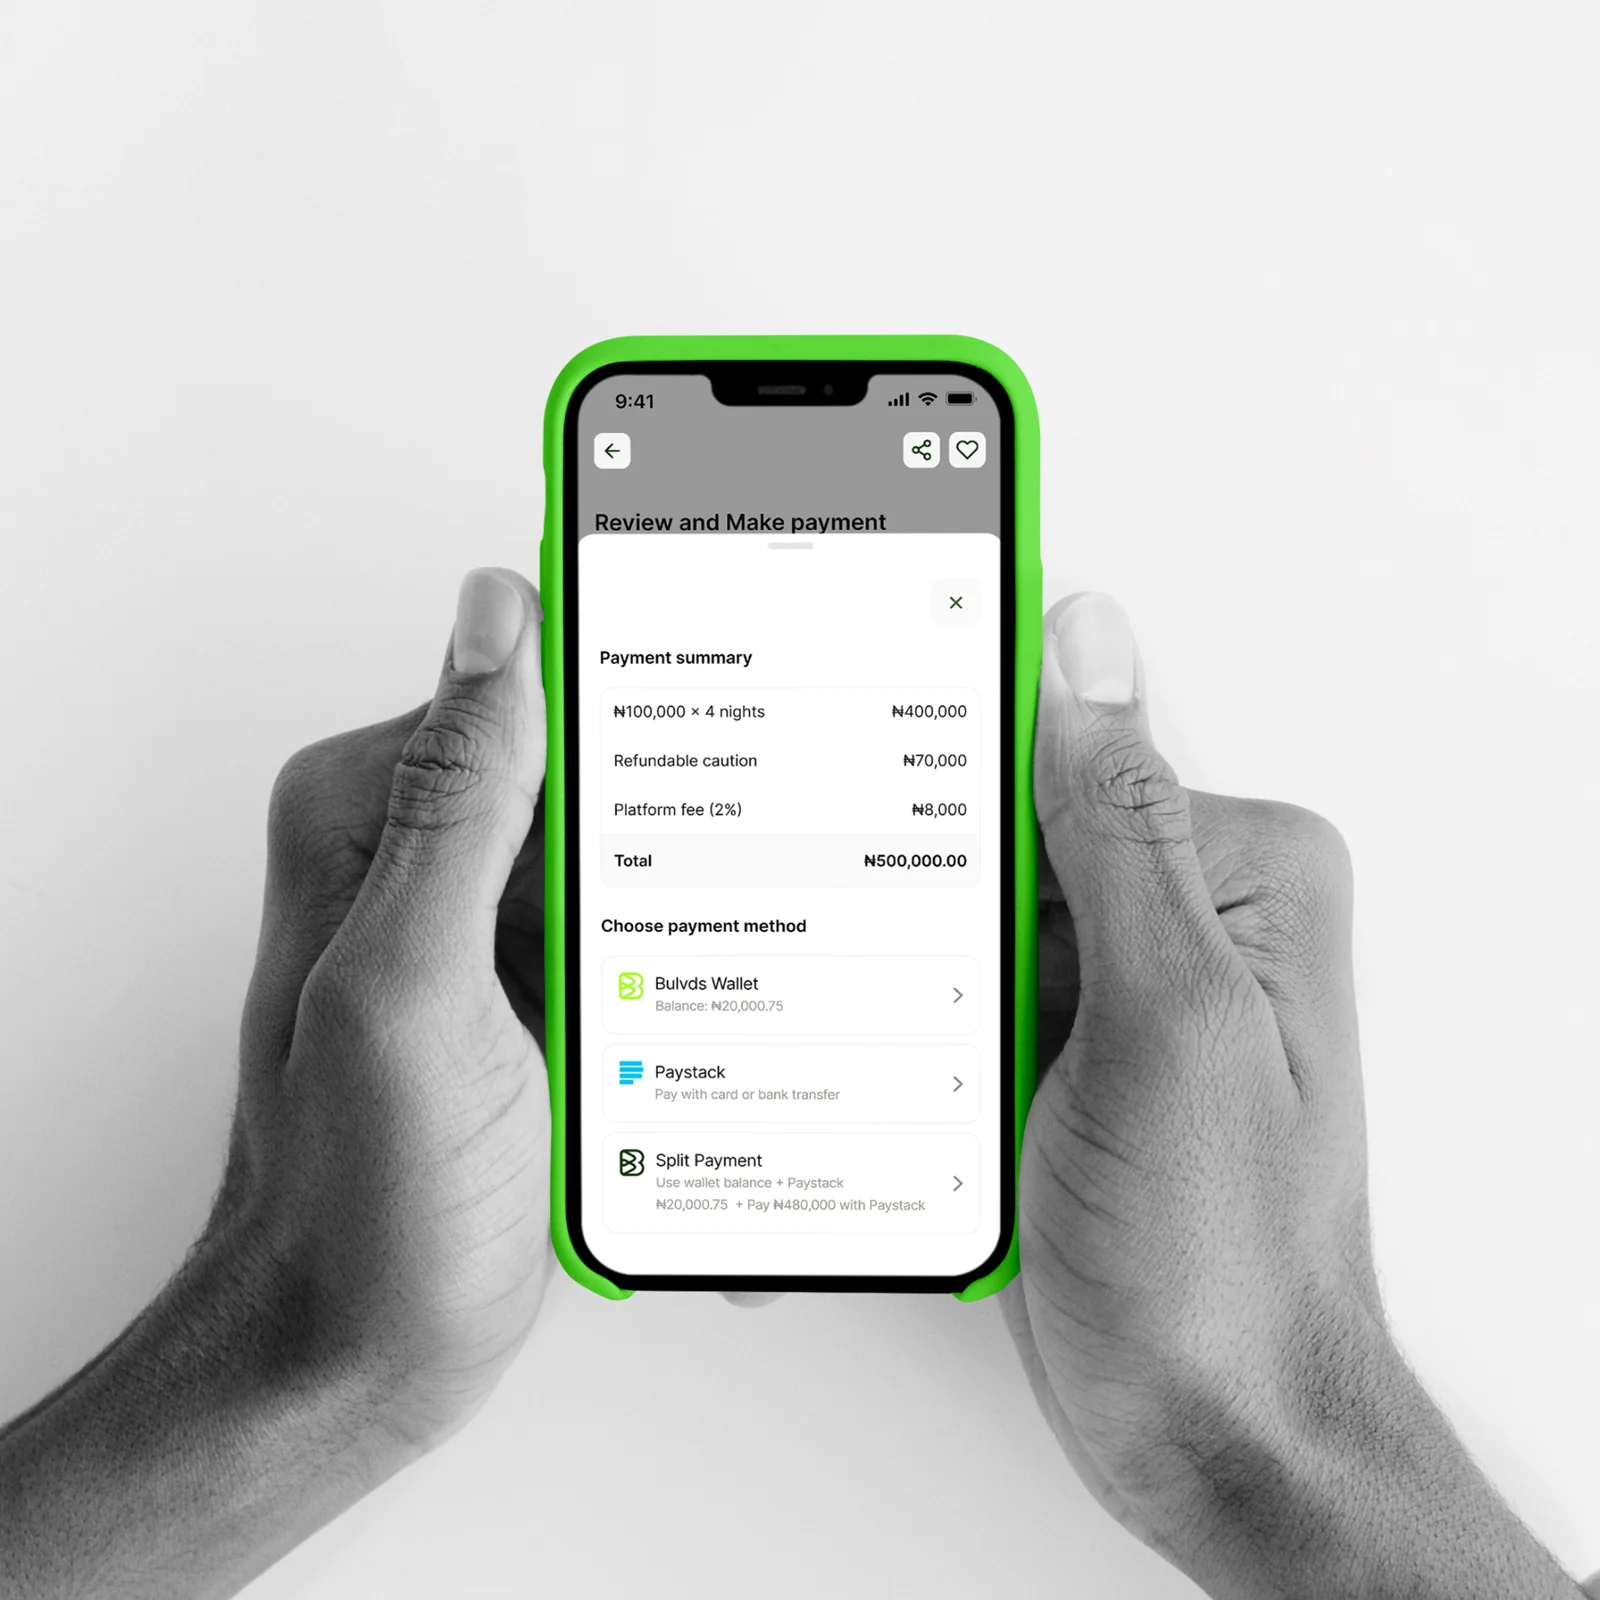 9:41
Review and Make payment
Payment summary
₦100,000 × 4 nights ₦400,000
Refundable caution ₦70,000
Platform fee (2%) ₦8,000
Total ₦500,000.00
Choose payment method
Bulvds Wallet
Balance: ₦20,000.75
Paystack
Pay with card or bank transfer
Split Payment
Use wallet balance + Paystack
₦20,000.75 + Pay ₦480,000 with Paystack